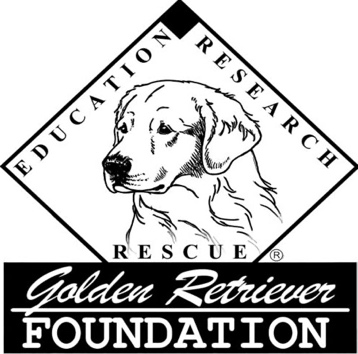 EDUCATION
RESEARCH
RESCUE ®
Golden Retriever
FOUNDATION